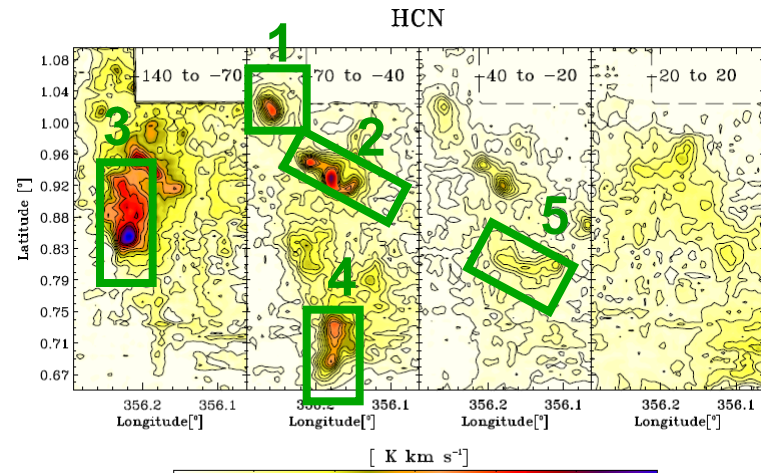 HCN
-140 to -70
-70 to -40
-40 to -20
-20 to 20
1
2
3
4
5
1.08
1.04
1.00
0.96
0.92
0.88
0.83
0.79
0.75
0.71
0.67
Latitude [°]
356.2 356.1
356.2 356.1
356.2 356.1
356.2 356.1
Longitude[°]
Longitude[°]
Longitude[°]
Longitude[°]
[ K km s⁻¹]